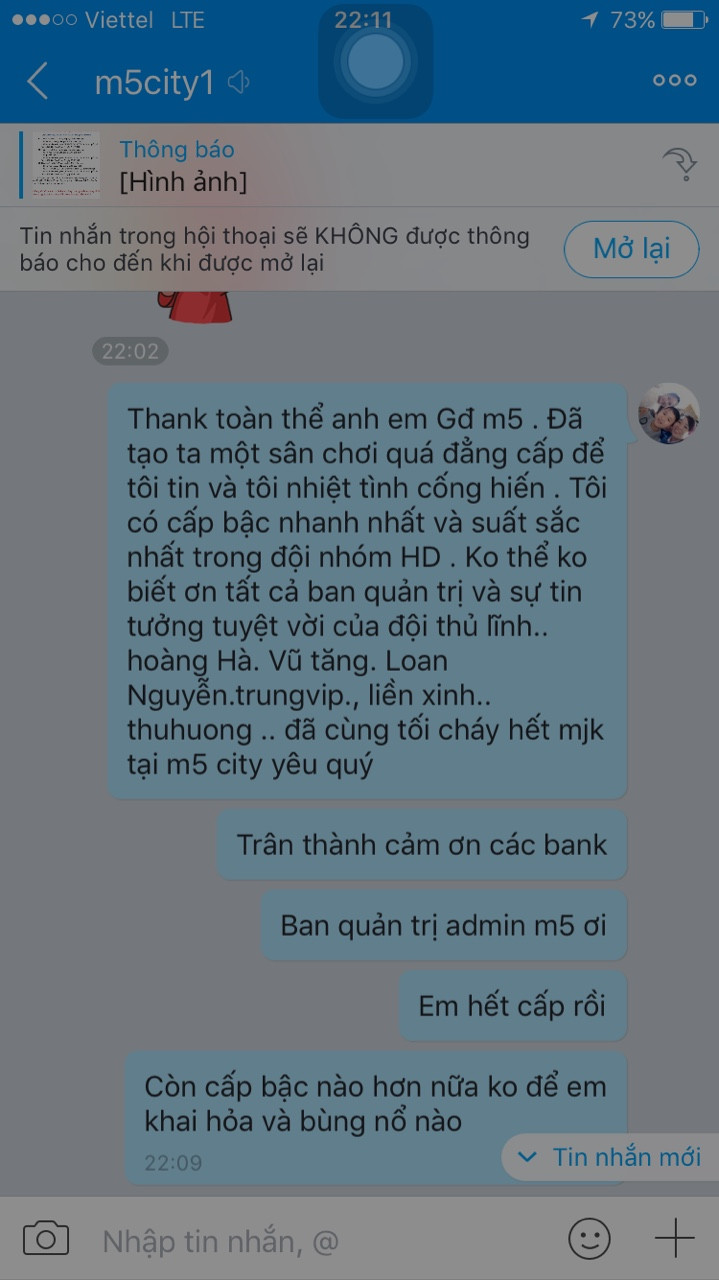 Viettel LTE 22:11 73%
m5city1
Thông báo
[Hình ảnh]
Tin nhắn trong hội thoại sẽ KHÔNG được thông
báo cho đến khi được mở lại
Mở lại
22:02
Thank toàn thể anh em Gđ m5 . Đã
tạo ta một sân chơi quá đẳng cấp để
tôi tin và tôi nhiệt tình cống hiến . Tôi
có cấp bậc nhanh nhất và suất sắc
nhất trong đội nhóm HD . Ko thể ko
biết ơn tất cả ban quản trị và sự tin
tưởng tuyệt vời của đội thủ lĩnh..
hoàng Hà. Vũ tăng. Loan
Nguyễn.trungvip., liền xinh..
thuhuong .. đã cùng tối cháy hết mjk
tại m5 city yêu quý
Trân thành cảm ơn các bank
Ban quản trị admin m5 ơi
Em hết cấp rồi
Còn cấp bậc nào hơn nữa ko để em
khai hỏa và bùng nổ nào
22:09
Tin nhắn mới
Nhập tin nhắn, @